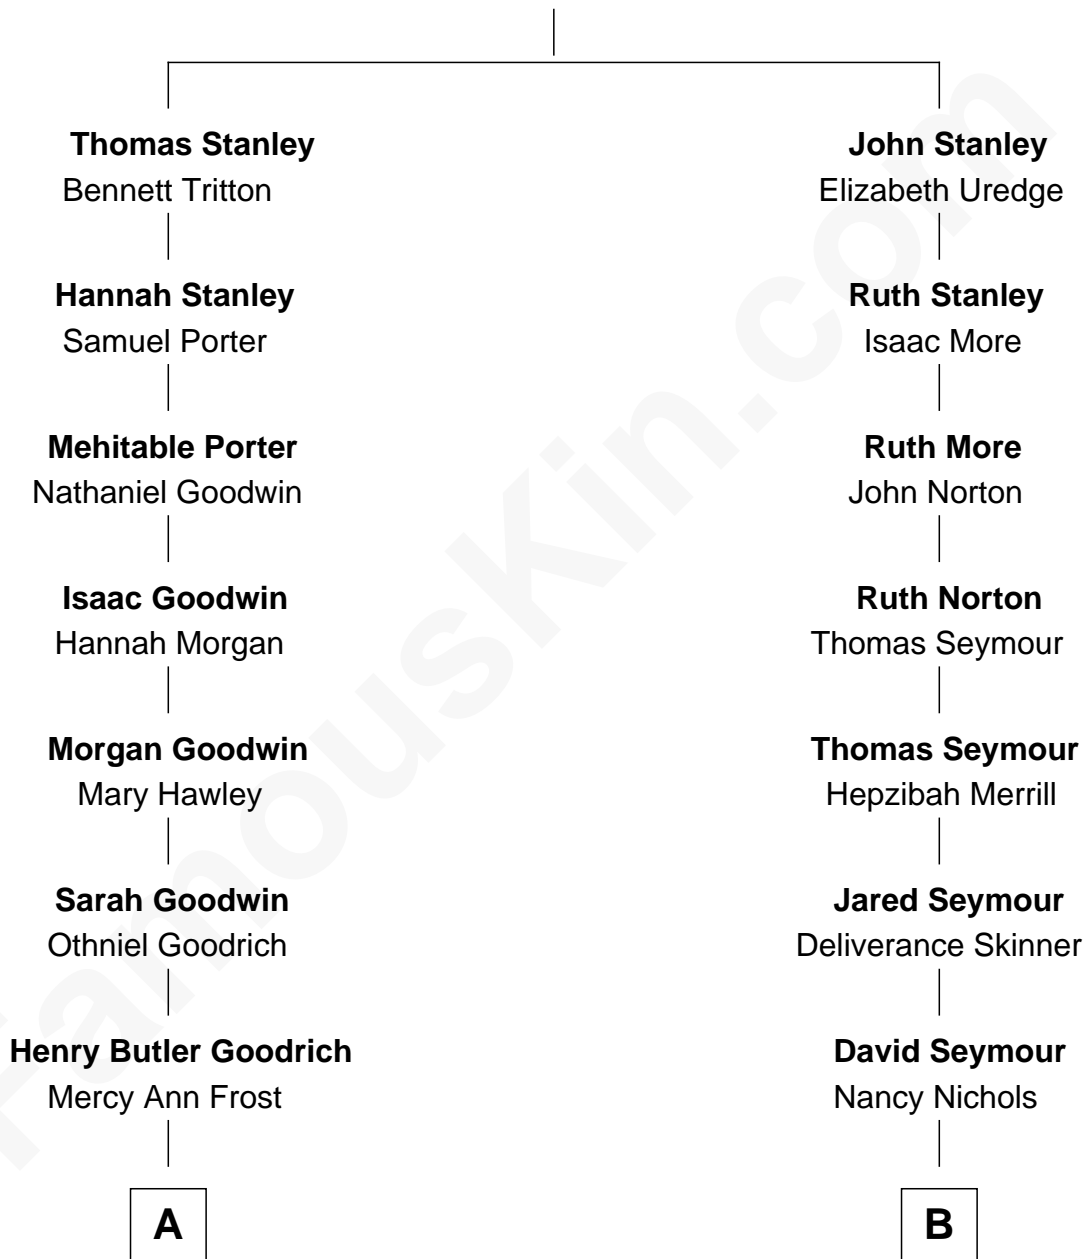 Thomas Stanley
Bennett Tritton
Hannah Stanley
Samuel Porter
Mehitable Porter
Nathaniel Goodwin
Isaac Goodwin
Hannah Morgan
Morgan Goodwin
Mary Hawley
Sarah Goodwin
Othniel Goodrich
Henry Butler Goodrich
Mercy Ann Frost
A
John Stanley
Elizabeth Uredge
Ruth Stanley
Isaac More
Ruth More
John Norton
Ruth Norton
Thomas Seymour
Thomas Seymour
Hepzibah Merrill
Jared Seymour
Deliverance Skinner
David Seymour
Nancy Nichols
B
FamousKin.com